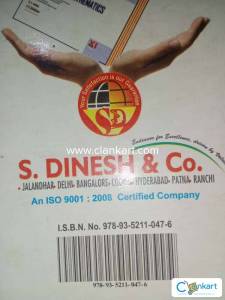 MATHEMATICS
Your Satisfaction is our Guarantee
SD
www.clankart.com
Endeavour for Excellence, driven by
S. DINESH & Co.
JALANDHAR• DELHI• BANGALORE• COCHIN• HYDERABAD• PATNA• RANCHI
An ISO 9001 : 2008 Certified Company
I.S.B.N. No. 978-93-5211-047-6
978- 93- 5211-047- 6
Clankart